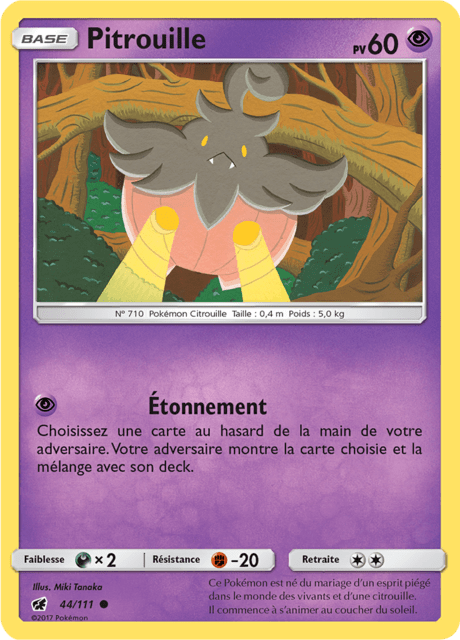 BASE Pitrouille PV 60
N° 710 Pokémon Citrouille Taille : 0,4 m Poids : 5,0 kg
Étonnement
Choisissez une carte au hasard de la main de votre
adversaire. Votre adversaire montre la carte choisie et la
mélange avec son deck.
Faiblesse ×2 Résistance -20 Retraite
Illus. Miki Tanaka
44/111
©2017 Pokémon
Ce Pokémon est né du mariage d'un esprit piégé
dans le monde des vivants et d'une citrouille.
Il commence à s'animer au coucher du soleil.